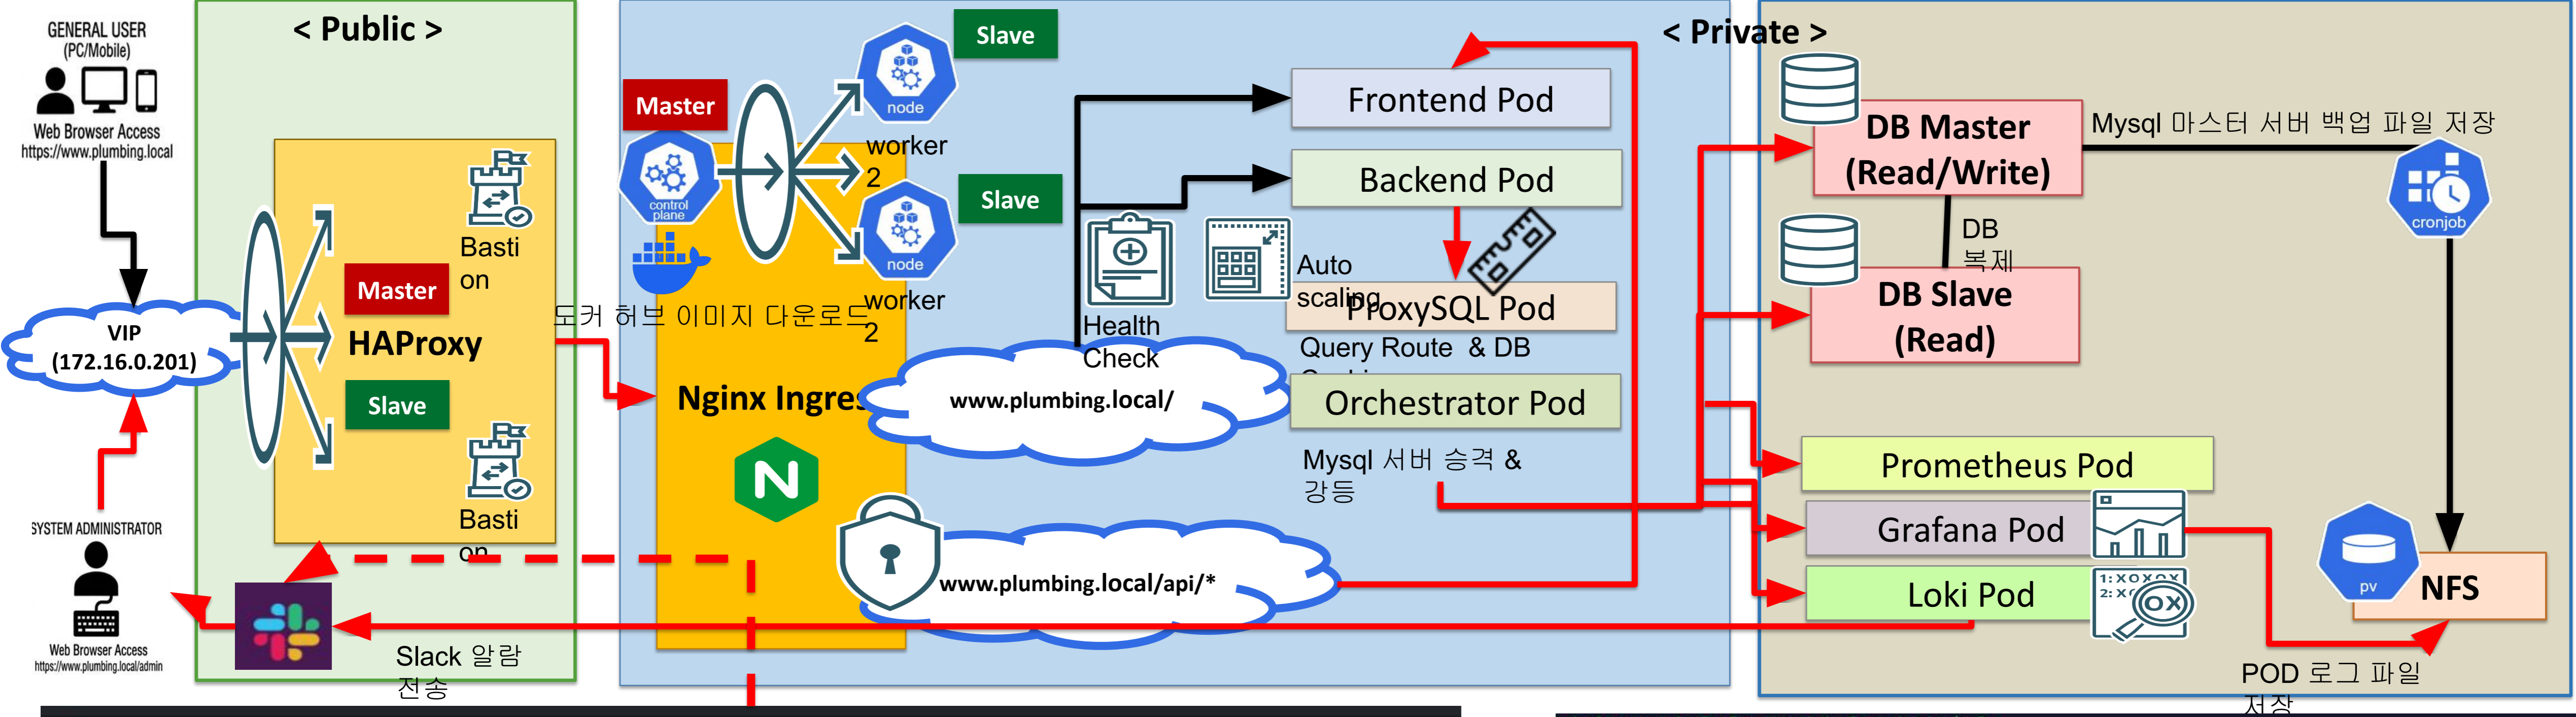 GENERAL USER
(PC/Mobile)
Web Browser Access
https://www.plumbing.local
VIP
(172.16.0.201)
SYSTEM ADMINISTRATOR
Web Browser Access
https://www.plumbing.local/admin
< Public >
Basti
on
Master
HAProxy
Slave
Basti
on
Slack 알람
전송
도커 허브 이미지 다운로드
Master
control
plane
node
Slave
worker
2
node
Slave
worker
2
Nginx Ingres
Health
Check
Auto
scaling
www.plumbing.local/
www.plumbing.local/api/*
Frontend Pod
Backend Pod
ProxySQL Pod
Query Route & DB
Orchestrator Pod
Mysql 서버 승격 &
강등
< Private >
DB Master
(Read/Write)
Mysql 마스터 서버 백업 파일 저장
cronjob
DB
복제
DB Slave
(Read)
Prometheus Pod
Grafana Pod
Loki Pod
1: XOXOX
2: X
OX
pv
NFS
POD 로그 파일
저장